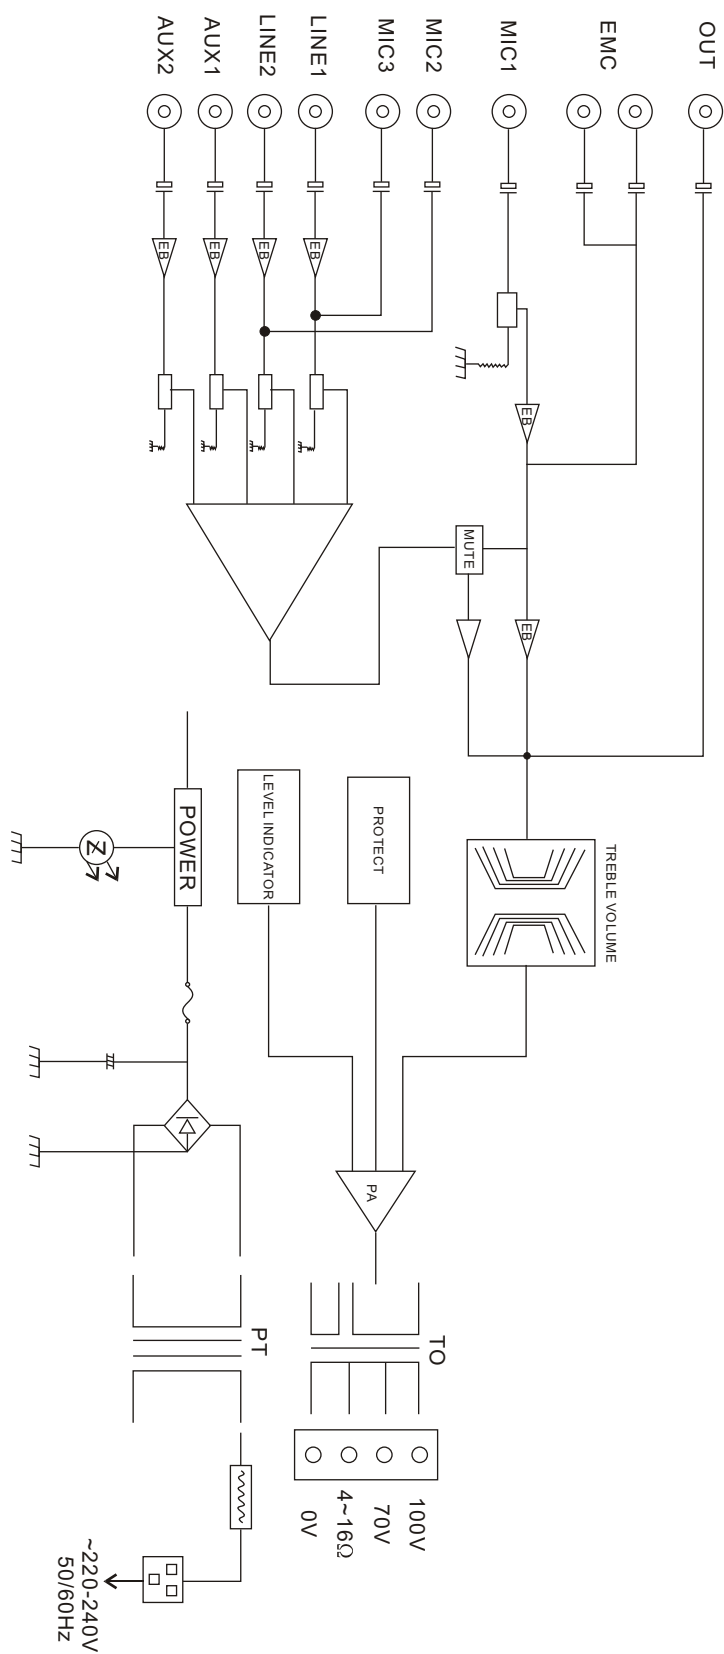 OUT
EMC
MIC1
MIC2
MIC3
LINE1
LINE2
AUX1
AUX2
EB
EB
EB
EB
EB
EB
MUTE
TREBLE VOLUME
PROTECT
LEVEL INDICATOR
POWER
Z
PA
TO
PT
100V
70V
4~16Ω
0V
~220-240V
50/60Hz